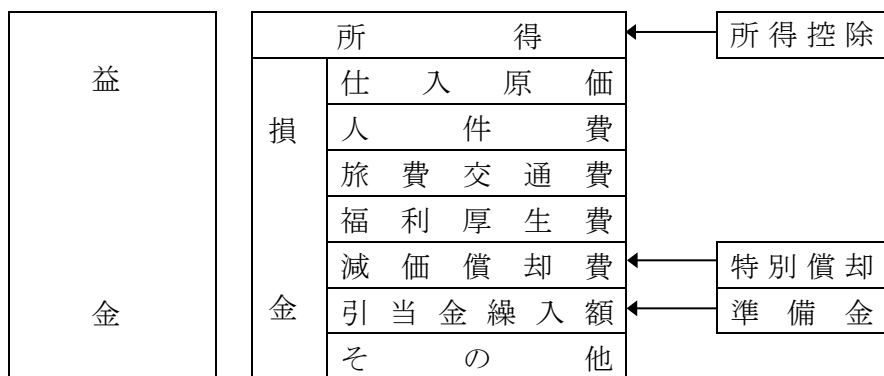 益金
所得
損金
仕入原価
人件費
旅費交通費
福利厚生費
減価償却費
引当金繰入額
その他
所得控除
特別償却
準備金